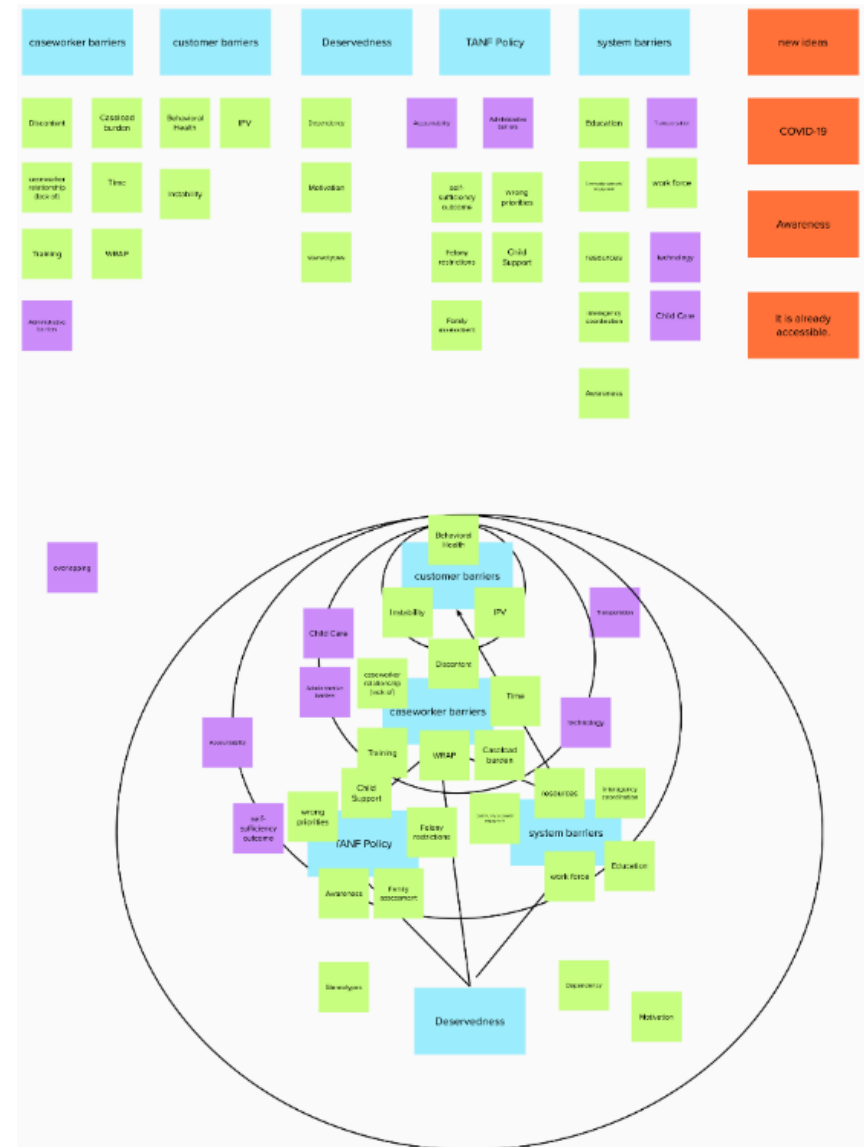 caseworker barriers
customer barriers
Deservedness
TANF Policy
system barriers
new ideas
Discontent
Caseload
burden
Behavioral
Health
IPV
Dependency
Accountability
Administrative
barriers
Education
Transportation
COVID-19
caseworker
relationship
(lack of)
Time
Instability
Motivation
self-
sufficiency
outcome
wrong
priorities
work force
Awareness
Training
WRAP
stereotypes
Felony
restrictions
Child
Support
resources
technology
Administrative
barriers
Family
assessment
Interagency
coordination
Child Care
It is already
accessible.
Awareness
overlapping
Behavioral
Health
customer barriers
Instability
IPV
Transportation
Child Care
Discontent
caseworker
relationship
(lack of)
Administrative
barriers
Time
caseworker barriers
Accountability
technology
Training
WRAP
Caseload
burden
Child
Support
resources
Interagency
coordination
wrong
priorities
self-
sufficiency
outcome
Felony
restrictions
TANF Policy
system barriers
Education
work force
Awareness
Family
assessment
Stereotypes
Dependency
Deservedness
Motivation